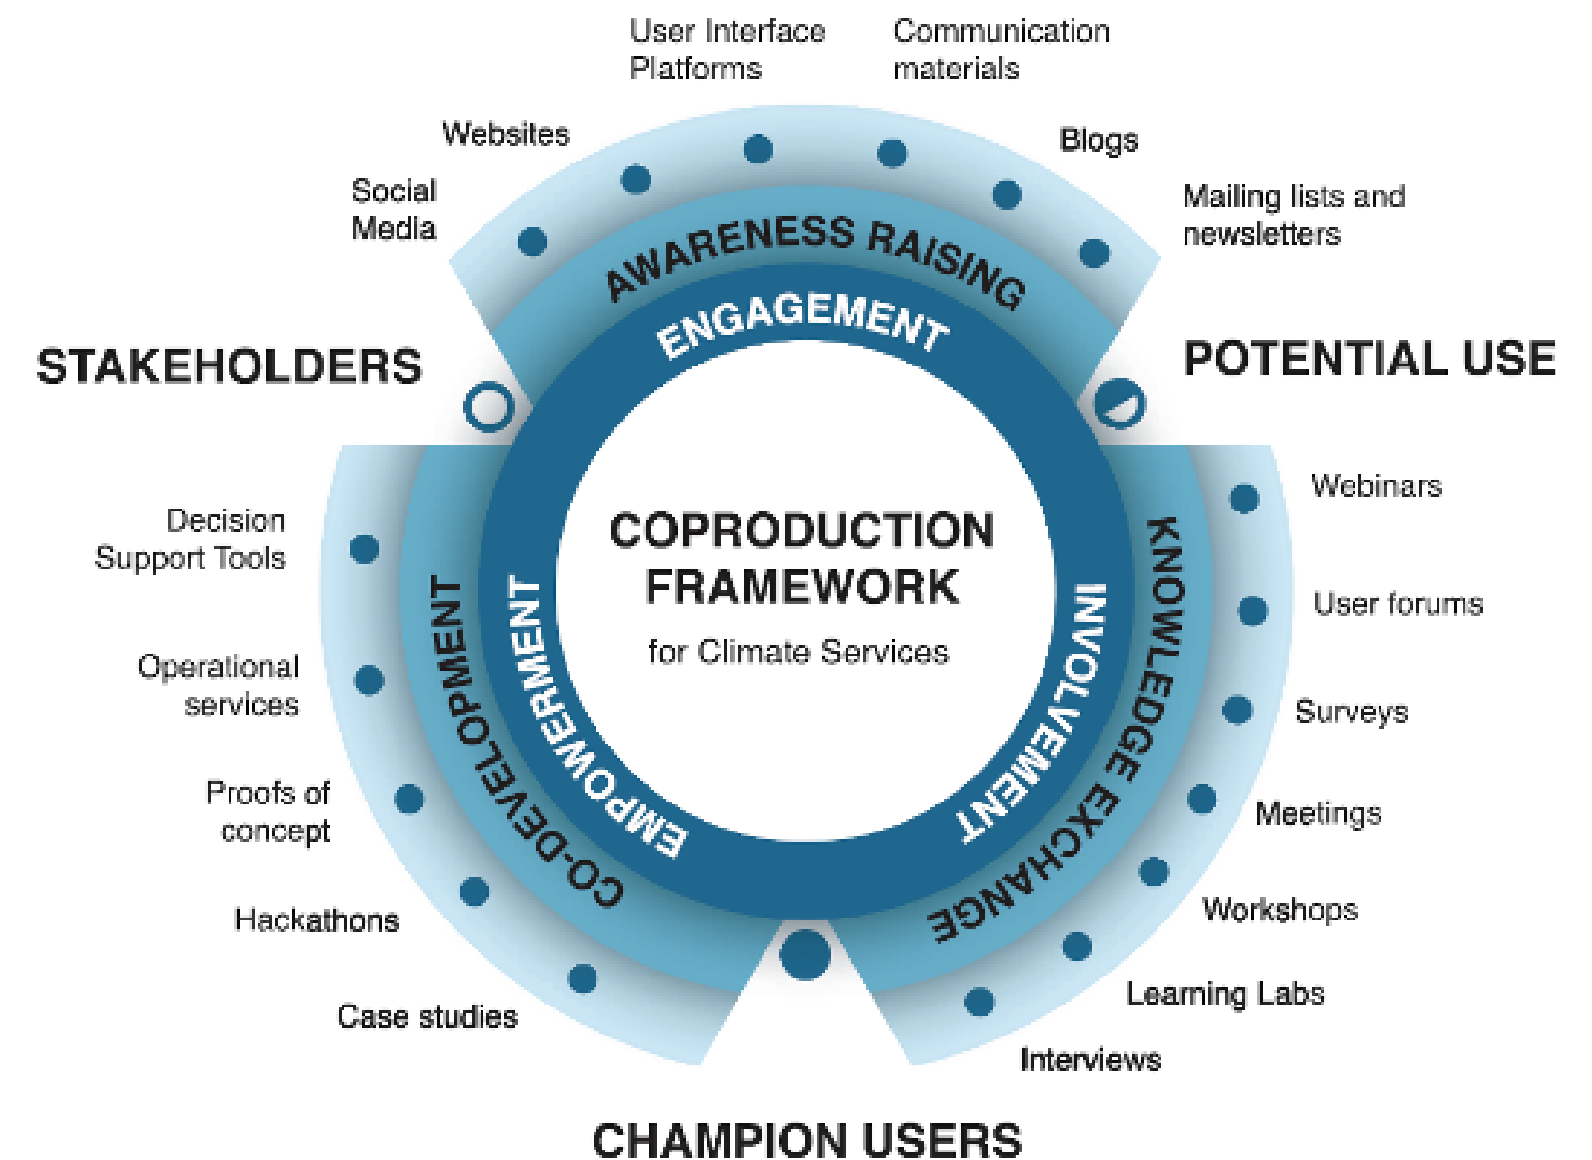 User Interface
Platforms
Communication
materials
Websites
Blogs
Social
Media
Mailing lists and
newsletters
AWARENESS RAISING
ENGAGEMENT
STAKEHOLDERS
POTENTIAL USE
COPRODUCTION
FRAMEWORK
for Climate Services
INVOLVEMENT
KNOWLEDGE EXCHANGE
Webinars
User forums
Surveys
Meetings
Workshops
Learning Labs
Interviews
EMPOWERMENT
CO-DEVELOPMENT
Decision
Support Tools
Operational
services
Proofs of
concept
Hackathons
Case studies
CHAMPION USERS